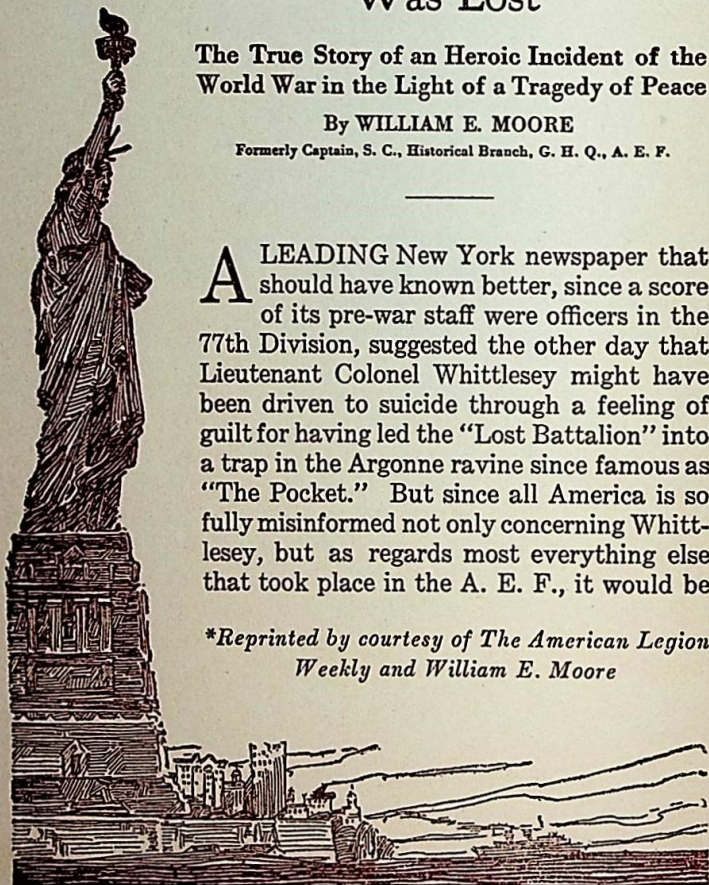 Was Lost
The True Story of an Heroic Incident of the
World War in the Light of a Tragedy of Peace
By WILLIAM E. MOORE
Formerly Captain, S. C., Historical Branch, G. H. Q., A. E. F.
A LEADING New York newspaper that
should have known better, since a score
of its pre-war staff were officers in the
77th Division, suggested the other day that
Lieutenant Colonel Whittlesey might have
been driven to suicide through a feeling of
guilt for having led the "Lost Battalion" into
a trap in the Argonne ravine since famous as
"The Pocket." But since all America is so
fully misinformed not only concerning Whitt-
lesey, but as regards most everything else
that took place in the A. E. F., it would be
*Reprinted by courtesy of The American Legion
Weekly and William E. Moore